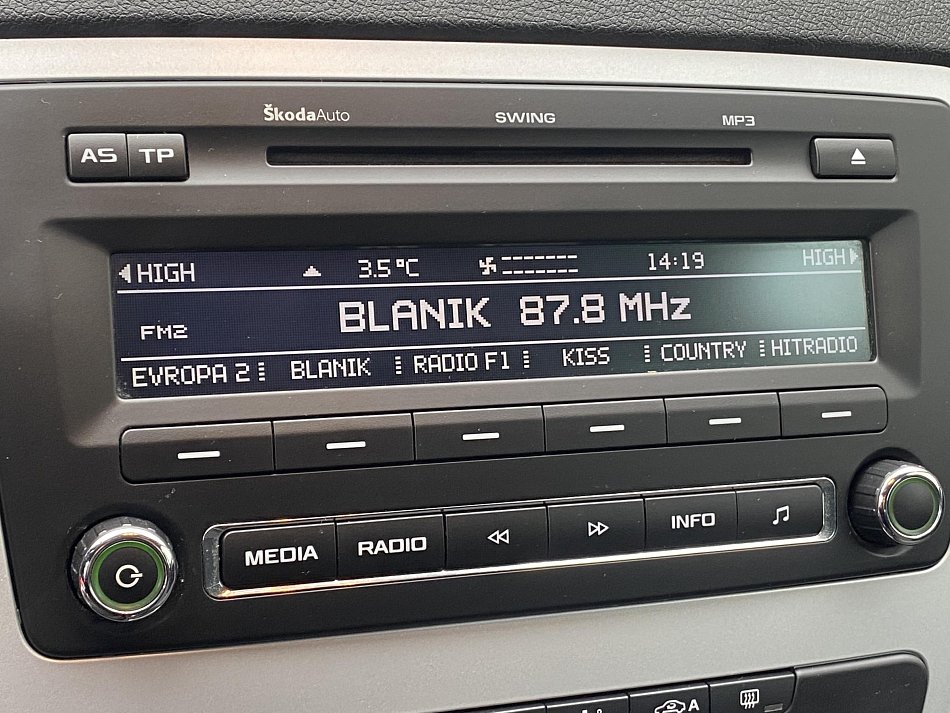 ŠkodaAuto SWING MP3
AS TP
HIGH 3.5°C 14:19 HIGH
BLANIK 87.8 MHz
FM2
EVROPA 2 BLANIK RADIO F1 KISS COUNTRY HITRADIO
MEDIA RADIO INFO
A